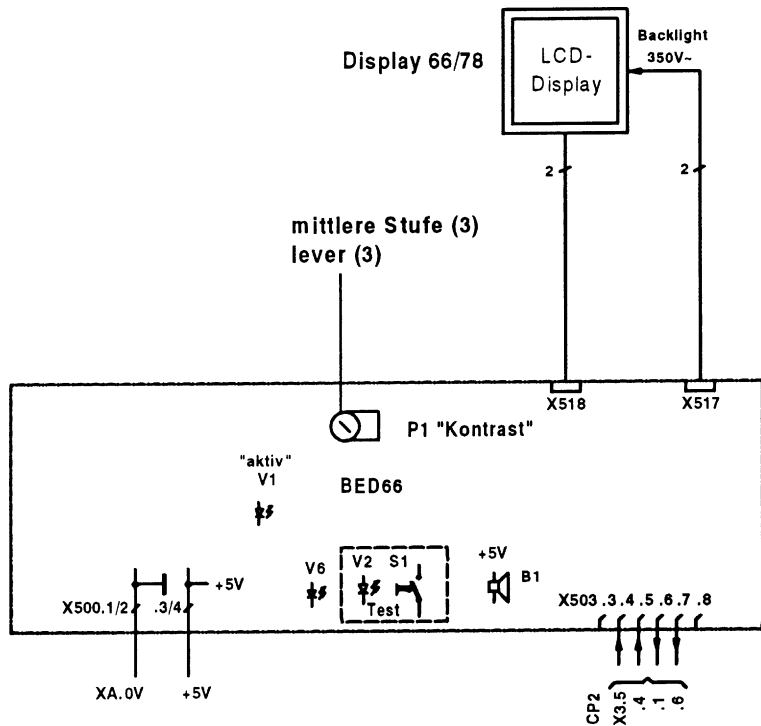 Display 66/78
LCD-
Display
Backlight
350V~
2
2
mittlere Stufe (3)
lever (3)
X518
X517
P1 "Kontrast"
"aktiv"
V1
BED66
V6
V2
S1
Test
+5V
B1
+5V
X500.1/2
.3/4
X503 .3 .4 .5 .6 .7 .8
XA.0V
+5V
CP2
X3.5
.4
.1
.6